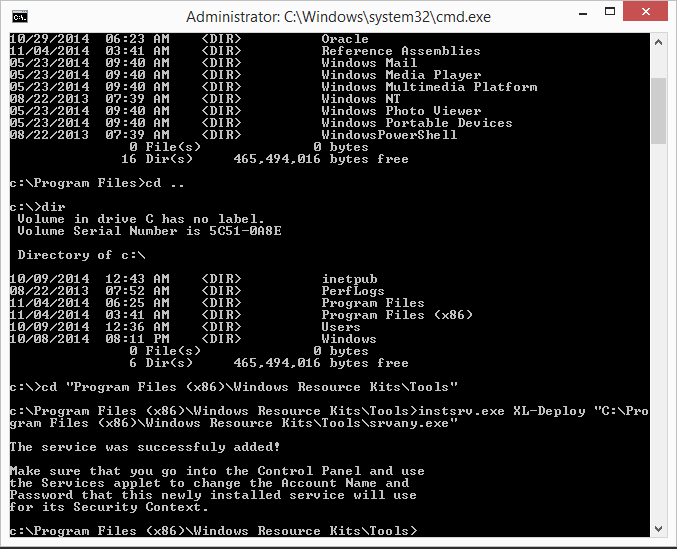 Administrator: C:\Windows\system32\cmd.exe
10/29/2014  06:23 AM    <DIR>          Oracle
11/04/2014  03:41 AM    <DIR>          Reference Assemblies
05/23/2014  09:40 AM    <DIR>          Windows Mail
05/23/2014  09:40 AM    <DIR>          Windows Media Player
05/23/2014  09:40 AM    <DIR>          Windows Multimedia Platform
08/22/2013  07:39 AM    <DIR>          Windows NT
05/23/2014  09:40 AM    <DIR>          Windows Photo Viewer
05/23/2014  09:40 AM    <DIR>          Windows Portable Devices
08/22/2013  07:39 AM    <DIR>          WindowsPowerShell
0 File(s)              0 bytes
16 Dir(s)     465,494,016 bytes free
c:\Program Files>cd ..
c:\>dir
Volume in drive C has no label.
Volume Serial Number is 5C51-0A8E
Directory of c:\
10/09/2014  12:43 AM    <DIR>          inetpub
08/22/2013  07:52 AM    <DIR>          PerfLogs
11/04/2014  06:25 AM    <DIR>          Program Files
11/04/2014  03:41 AM    <DIR>          Program Files (x86)
10/09/2014  12:36 AM    <DIR>          Users
10/08/2014  08:11 PM    <DIR>          Windows
0 File(s)              0 bytes
6 Dir(s)     465,494,016 bytes free
c:\>cd "Program Files (x86)\Windows Resource Kits\Tools"
c:\Program Files (x86)\Windows Resource Kits\Tools>instsrv.exe XL-Deploy "C:\Pro
gram Files (x86)\Windows Resource Kits\Tools\srvany.exe"
The service was successfuly added!
Make sure that you go into the Control Panel and use
the Services applet to change the Account Name and
Password that this newly installed service will use
for its Security Context.
c:\Program Files (x86)\Windows Resource Kits\Tools>